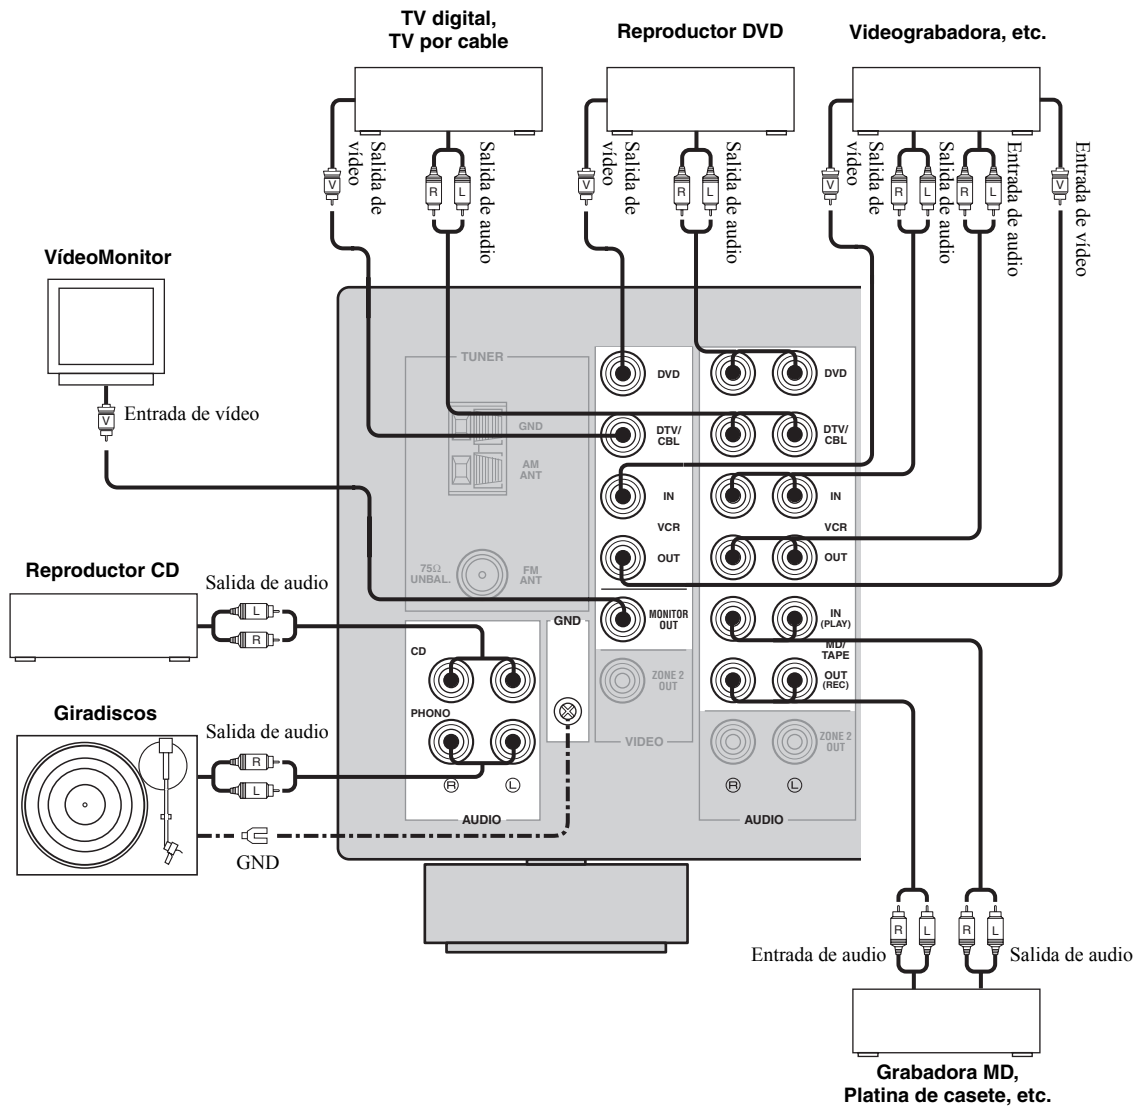 TV digital,
TV por cable
Reproductor DVD
Videograbadora, etc.
Salida de
vídeo
V
R
L
Salida de audio
Salida de
vídeo
V
R
L
Salida de audio
Salida de
vídeo
V
R
L
Salida de audio
R
L
Entrada de audio
V
Entrada de vídeo
VídeoMonitor
V
Entrada de vídeo
TUNER
GND
AM
ANT
75Ω
UNBAL.
FM
ANT
DVD
DTV/
CBL
IN
VCR
OUT
MONITOR
OUT
ZONE 2
OUT
VIDEO
DVD
DTV/
CBL
IN
VCR
OUT
IN
(PLAY)
MD/
TAPE
OUT
(REC)
ZONE 2
OUT
R
L
AUDIO
Reproductor CD
Salida de audio
L
R
GND
CD
PHONO
R
L
AUDIO
Giradiscos
Salida de audio
R
L
GND
R
L
R
L
Entrada de audio
Salida de audio
Grabadora MD,
Platina de casete, etc.